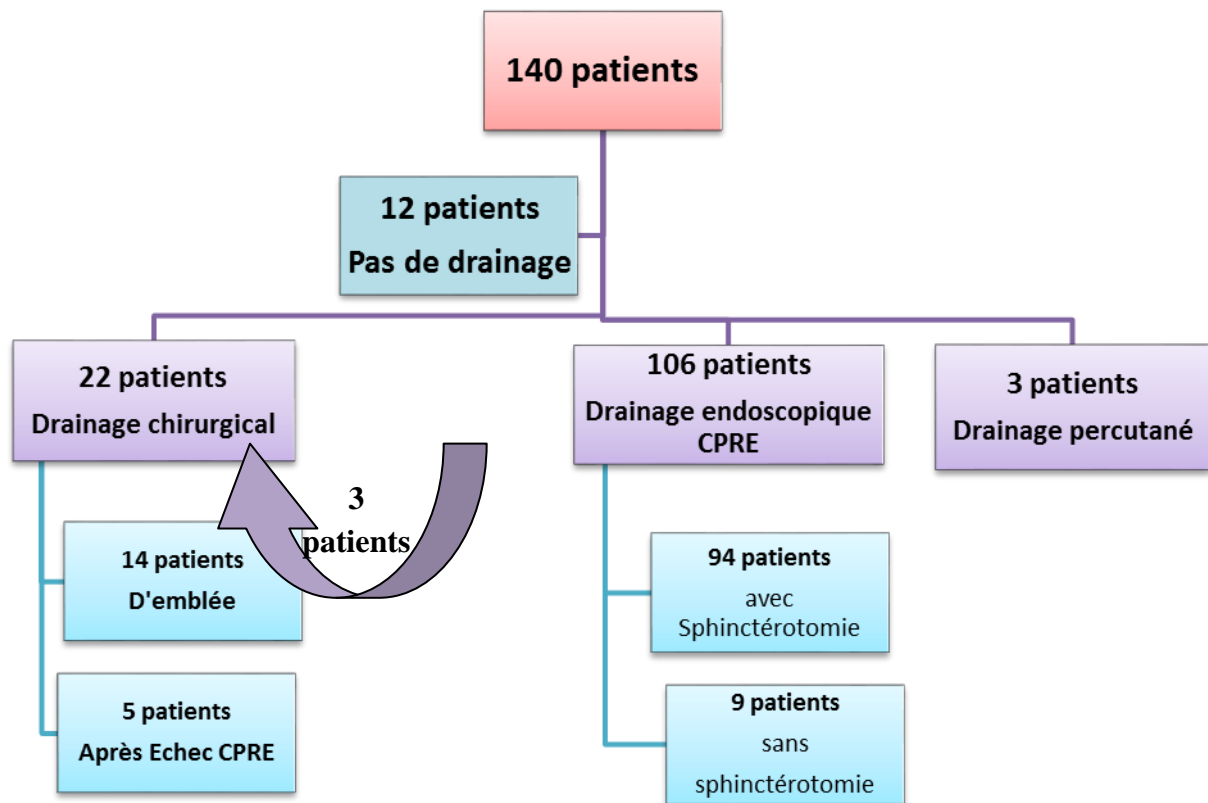 140 patients
12 patients
Pas de drainage
22 patients
Drainage chirurgical
106 patients
Drainage endoscopique
CPRE
3 patients
Drainage percutané
3
patients
14 patients
D'emblée
5 patients
Après Echec CPRE
94 patients
avec
Sphinctérotomie
9 patients
sans
sphinctérotomie